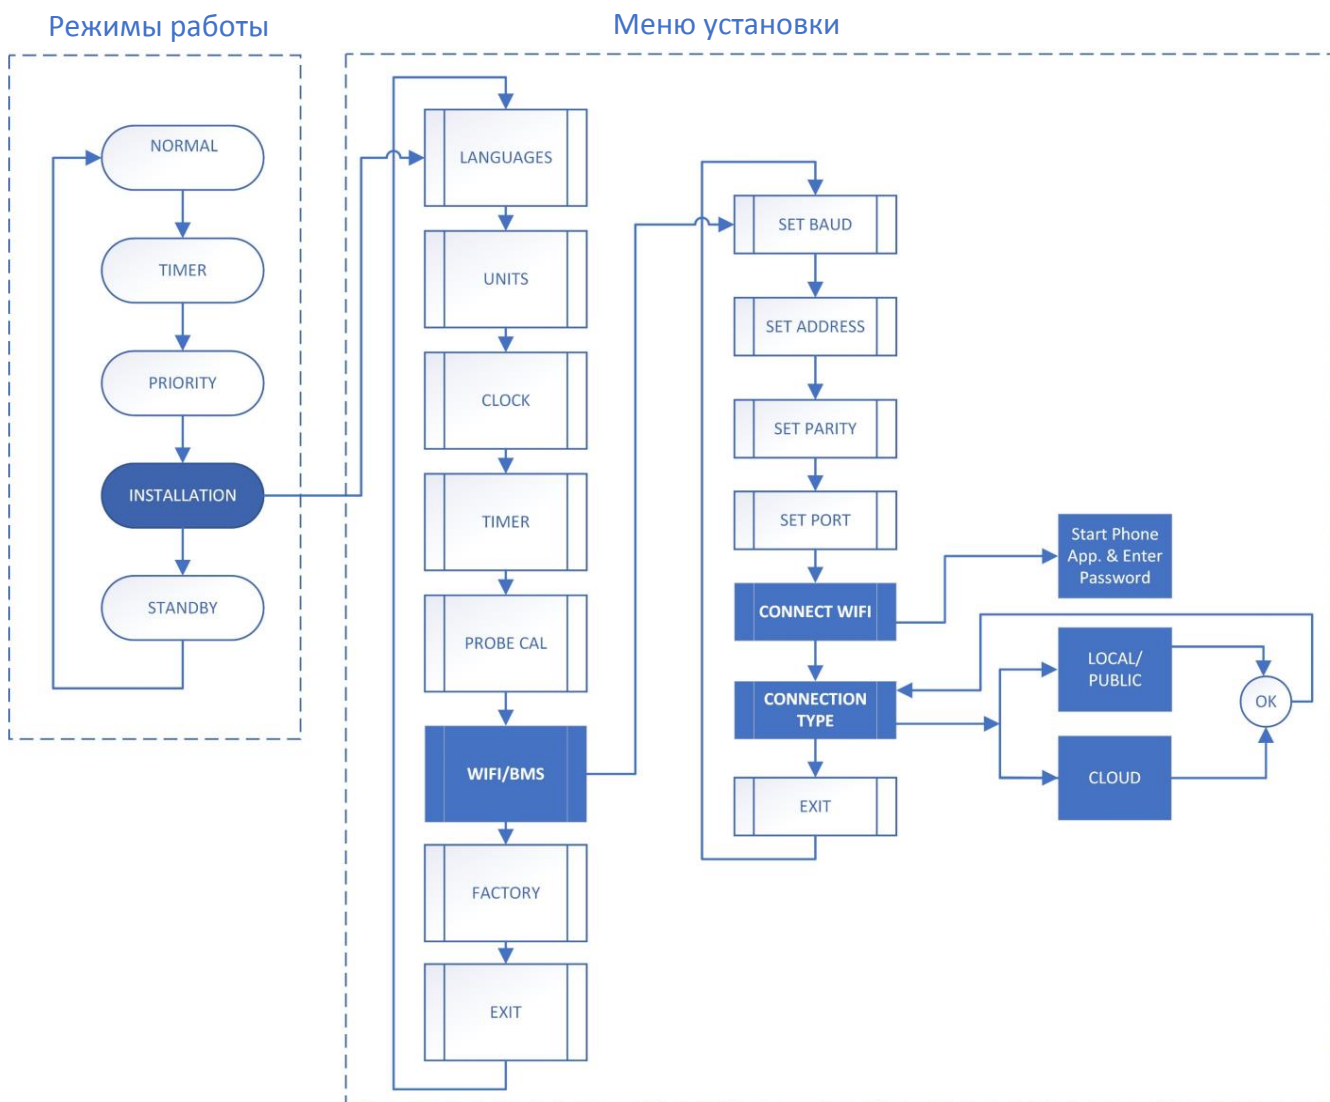 Режимы работы
Меню установки
NORMAL
TIMER
PRIORITY
INSTALLATION
STANDBY
LANGUAGES
UNITS
CLOCK
TIMER
PROBE CAL
WIFI/BMS
FACTORY
EXIT
SET BAUD
SET ADDRESS
SET PARITY
SET PORT
CONNECT WIFI
CONNECTION
TYPE
EXIT
Start Phone
App. & Enter
Password
LOCAL/
PUBLIC
CLOUD
OK